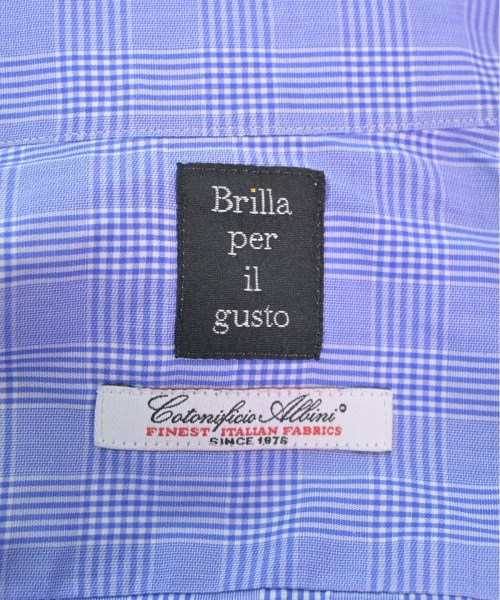 Brilla
per
il
gusto
Cotonificio Albini®
FINEST ITALIAN FABRICS
SINCE 1876